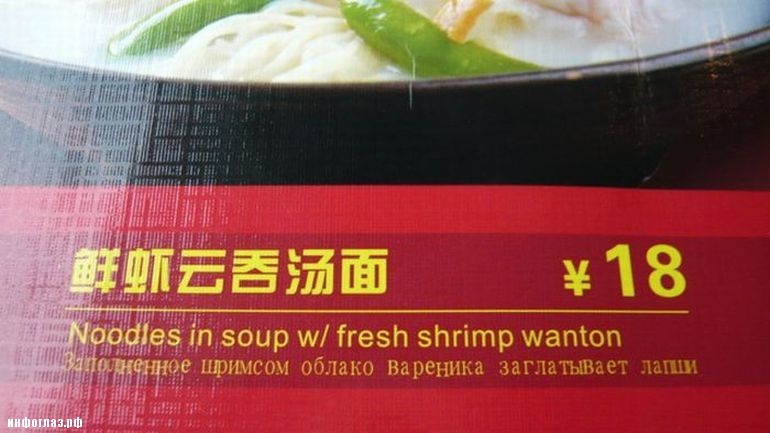 鲜虾云吞汤面 ¥18
Noodles in soup w/ fresh shrimp wanton
Заполненное шримсом облако вареника заглатывает лапши
инфоглаз.рф